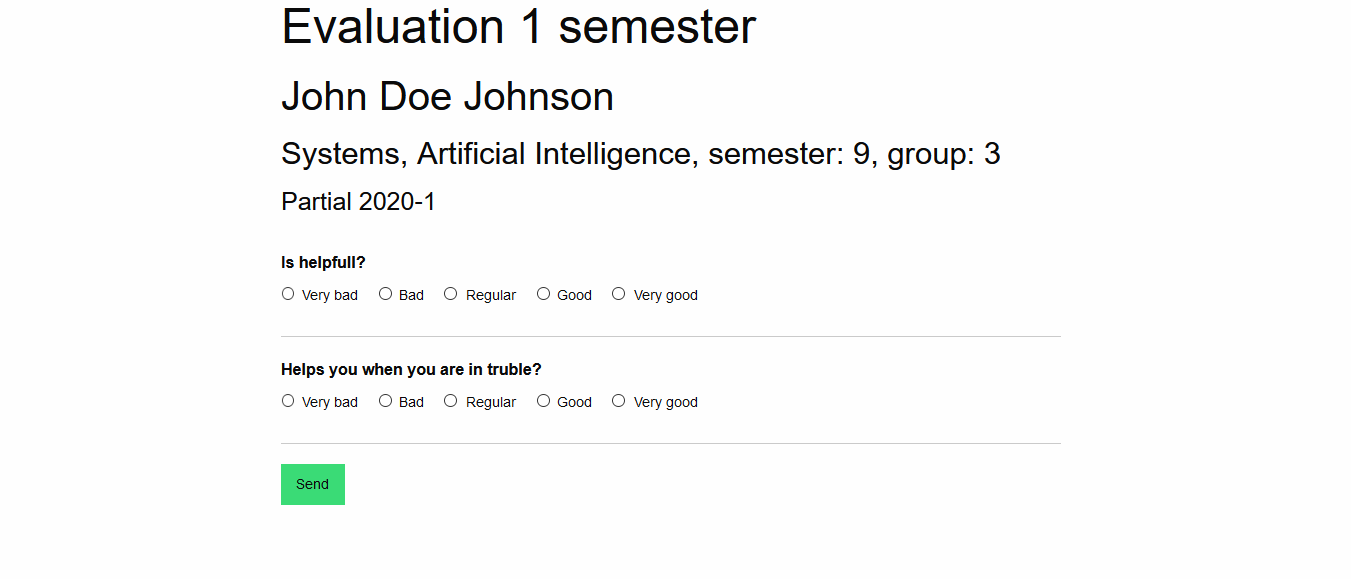 Evaluation 1 semester
John Doe Johnson
Systems, Artificial Intelligence, semester: 9, group: 3
Partial 2020-1
Is helpfull?
Very bad Bad Regular Good Very good
Helps you when you are in truble?
Very bad Bad Regular Good Very good
Send